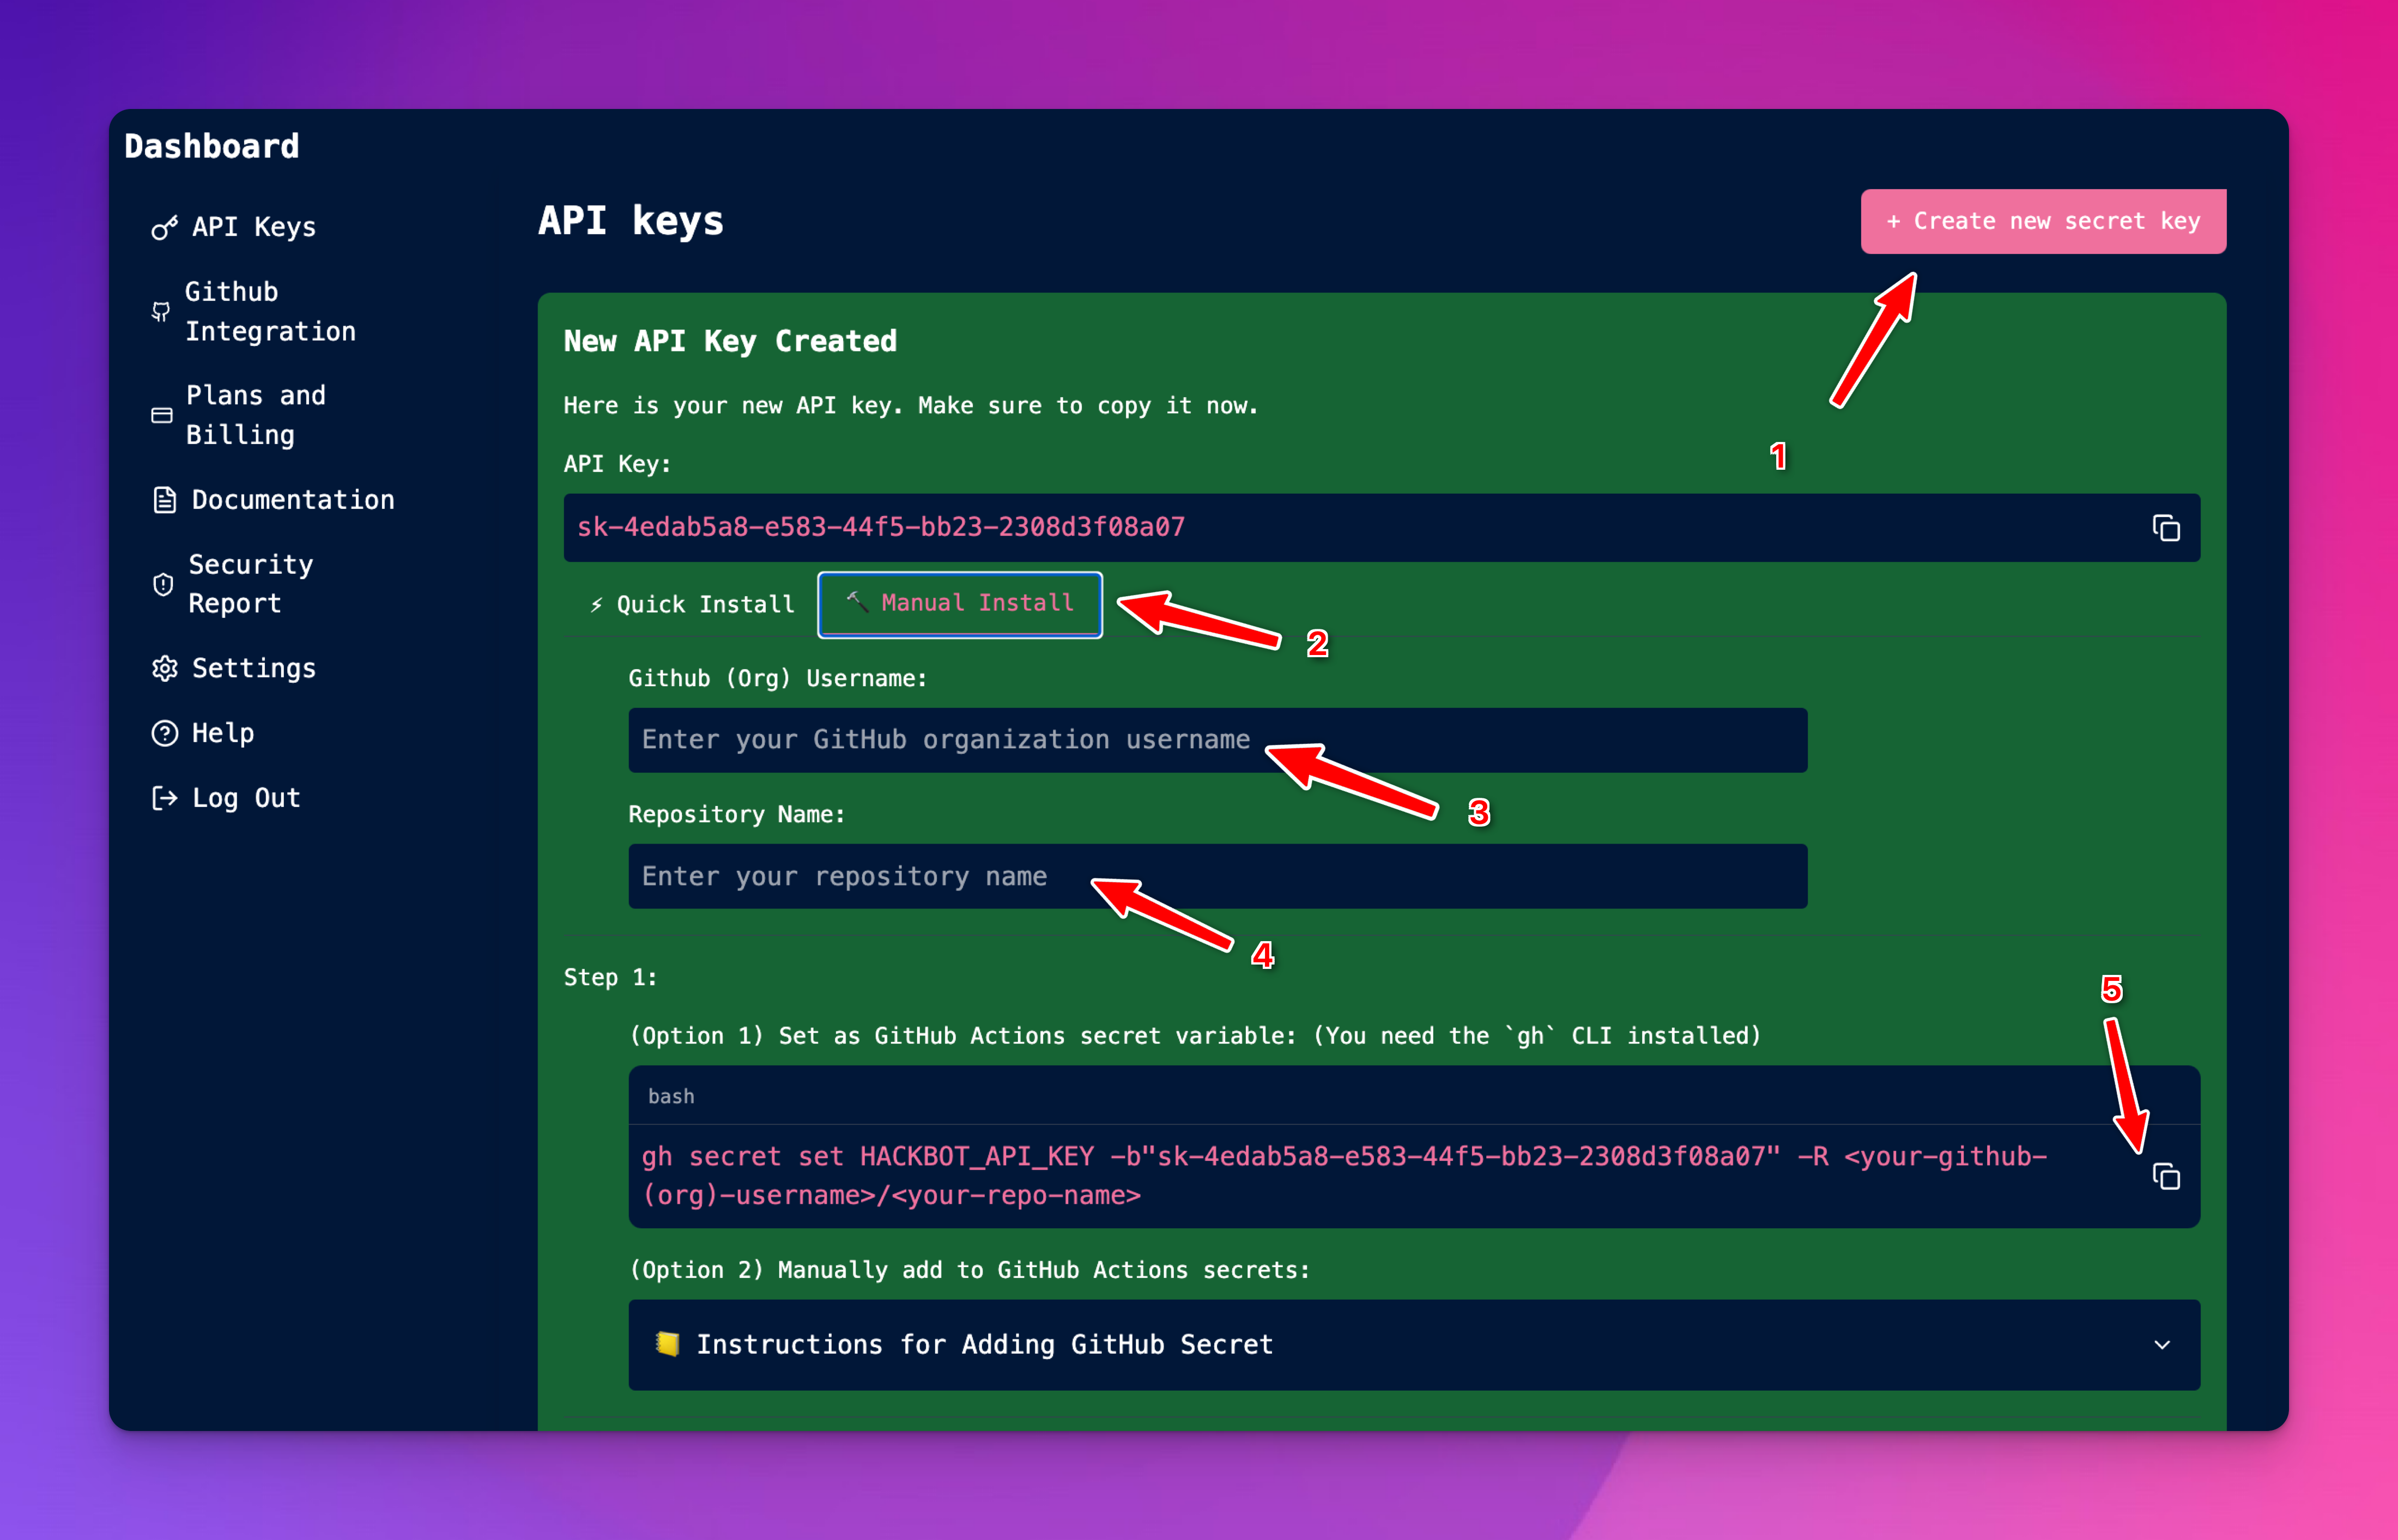 Dashboard
API Keys
Github
Integration
Plans and
Billing
Documentation
Security
Report
Settings
Help
Log Out
API keys
+ Create new secret key
1
New API Key Created
Here is your new API key. Make sure to copy it now.
API Key:
sk-4edab5a8-e583-44f5-bb23-2308d3f08a07
⚡ Quick Install
🔨 Manual Install
2
Github (Org) Username:
Enter your GitHub organization username
3
Repository Name:
Enter your repository name
4
Step 1:
5
(Option 1) Set as GitHub Actions secret variable: (You need the `gh` CLI installed)
bash
gh secret set HACKBOT_API_KEY -b"sk-4edab5a8-e583-44f5-bb23-2308d3f08a07" -R <your-github-
(org)-username>/<your-repo-name>
(Option 2) Manually add to GitHub Actions secrets:
📒 Instructions for Adding GitHub Secret